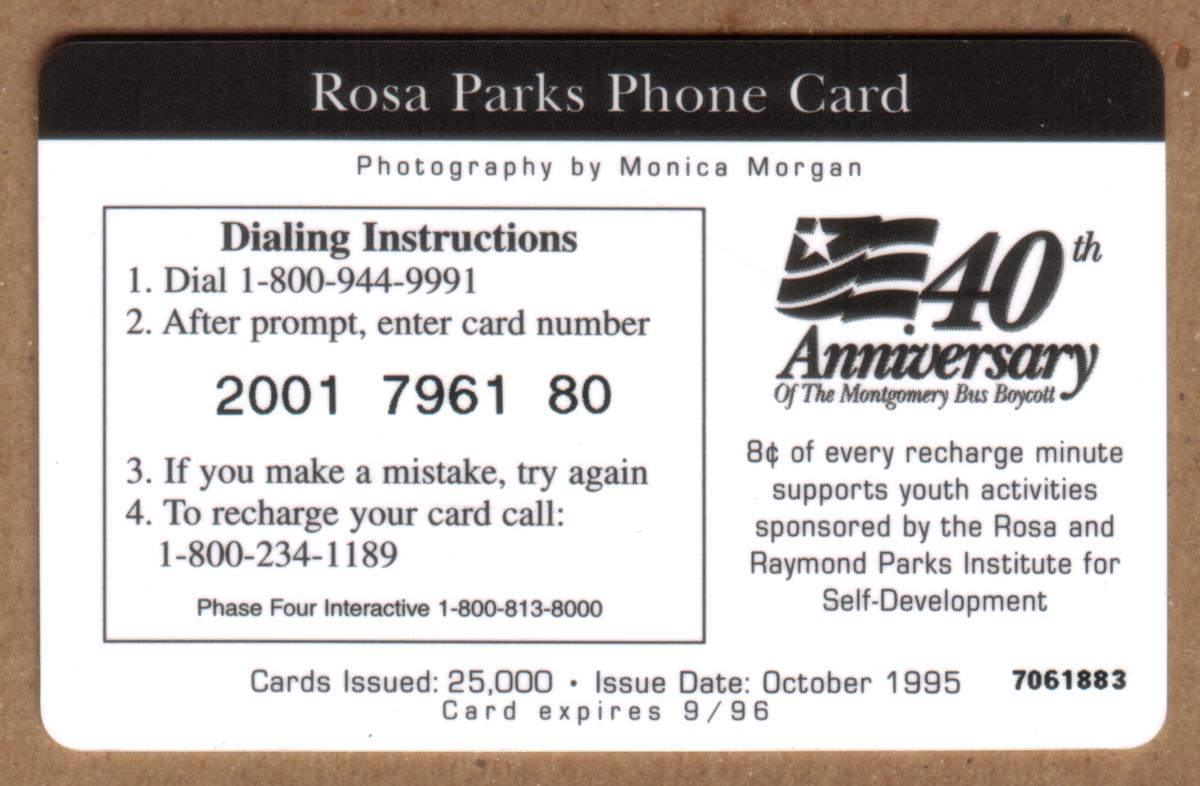 Rosa Parks Phone Card
Photography by Monica Morgan
Dialing Instructions
1. Dial 1-800-944-9991
2. After prompt, enter card number
2001 7961 80
3. If you make a mistake, try again
4. To recharge your card call:
1-800-234-1189
Phase Four Interactive 1-800-813-8000
40th
Anniversary
Of The Montgomery Bus Boycott
8¢ of every recharge minute
supports youth activities
sponsored by the Rosa and
Raymond Parks Institute for
Self-Development
Cards Issued: 25,000 • Issue Date: October 1995
7061883
Card expires 9/96